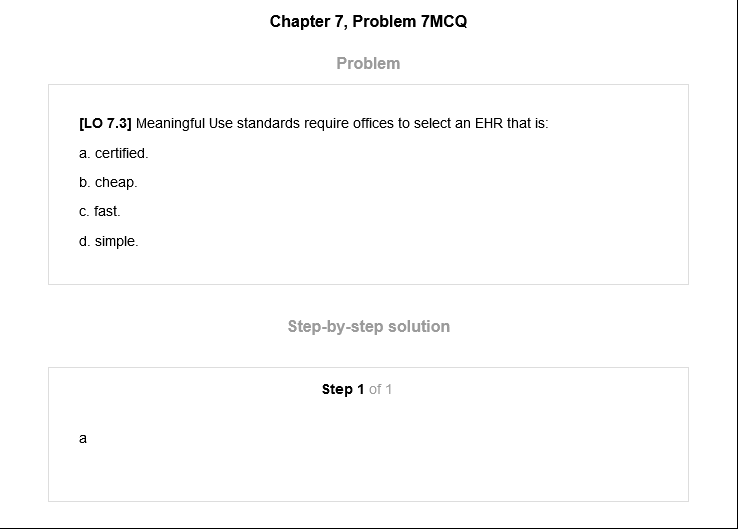 Chapter 7, Problem 7MCQ
Problem
[LO 7.3] Meaningful Use standards require offices to select an EHR that is:
a. certified.
b. cheap.
c. fast.
d. simple.
Step-by-step solution
Step 1 of 1
a